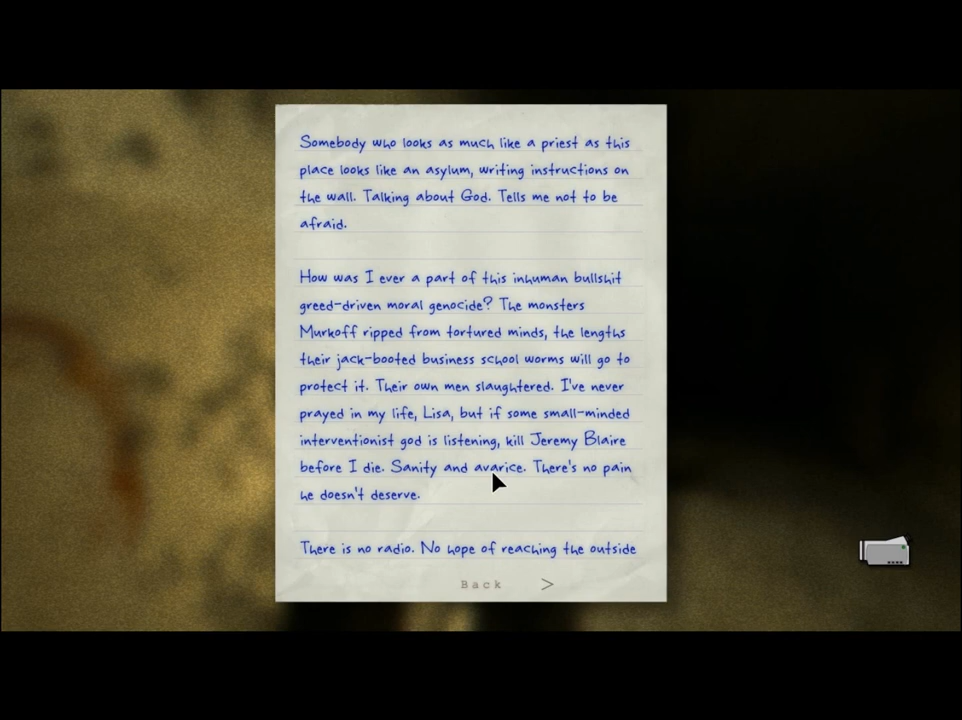 Somebody who looks as much like a priest as this
place looks like an asylum, writing instructions on
the wall. Talking about God. Tells me not to be
afraid.
How was I ever a part of this inhuman bullshit
greed-driven moral genocide? The monsters
Murkoff ripped from tortured minds, the lengths
their jack-booted business school worms will go to
protect it. Their own men slaughtered. I've never
prayed in my life, Lisa, but if some small-minded
interventionist god is listening, kill Jeremy Blaire
before I die. Sanity and avarice. There's no pain
he doesn't deserve.
There is no radio. No hope of reaching the outside
Back >